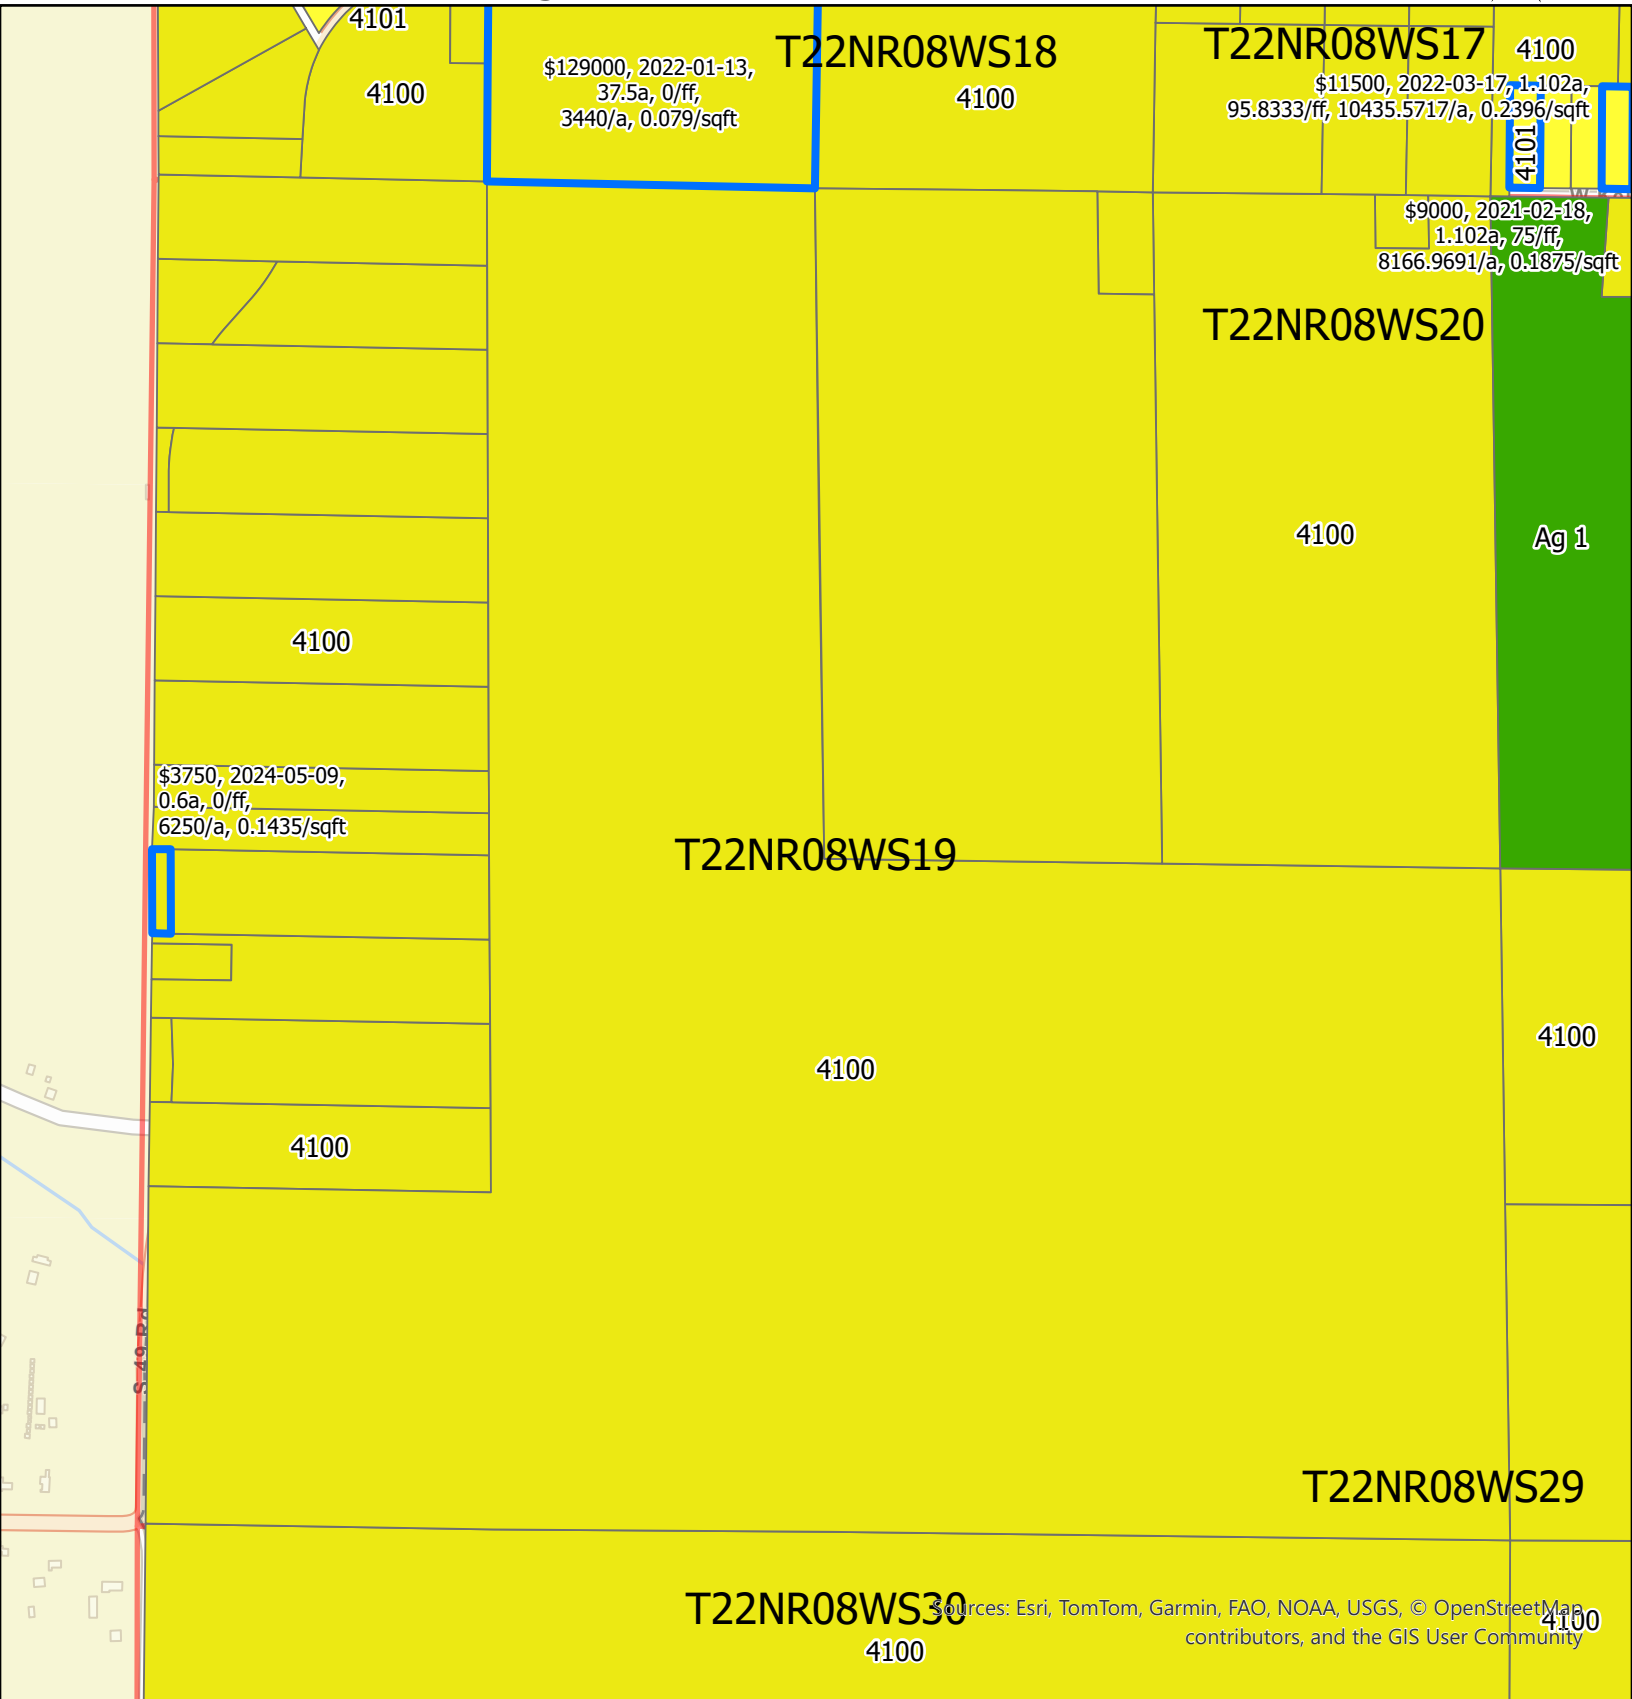 4101
T22NR08WS18
T22NR08WS17
4100
$129000, 2022-01-13,
37.5a, 0/ff,
3440/a, 0.079/sqft
4100
4100
$11500, 2022-03-17, 1.102a,
95.8333/ff, 10435.5717/a, 0.2396/sqft
4101
$9000, 2021-02-18,
1.102a, 75/ff,
8166.9691/a, 0.1875/sqft
T22NR08WS20
4100
Ag 1
4100
$3750, 2024-05-09,
0.6a, 0/ff,
6250/a, 0.1435/sqft
T22NR08WS19
4100
4100
4100
S-49-Rd
T22NR08WS29
T22NR08WS30
4100
4100
Sources: Esri, TomTom, Garmin, FAO, NOAA, USGS, © OpenStreetMap
contributors, and the GIS User Community